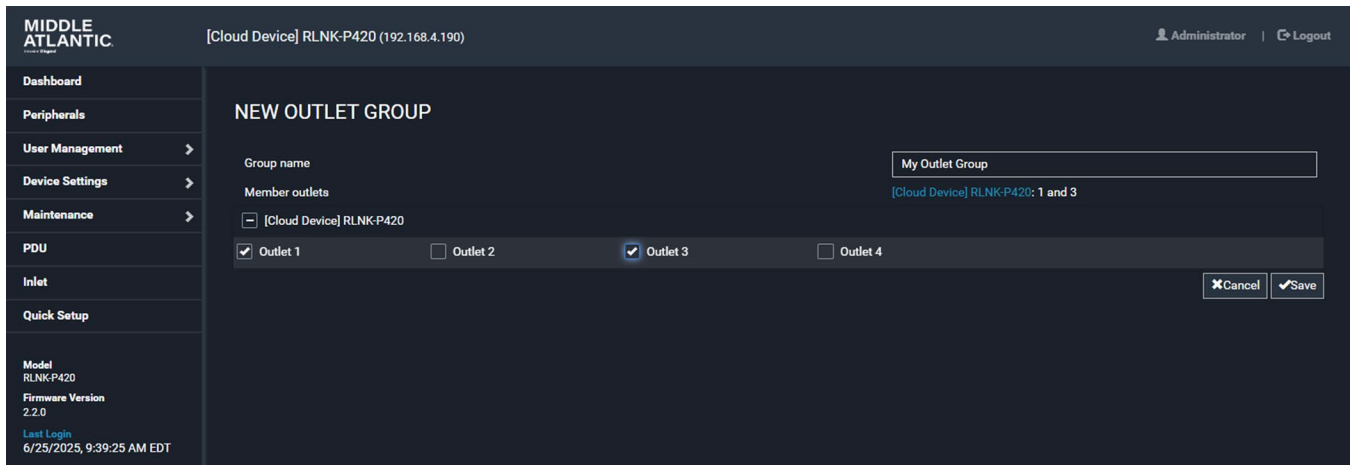 MIDDLE
ATLANTIC
[Cloud Device] RLNK-P420 (192.168.4.190)
Administrator | Logout
Dashboard
Peripherals
User Management
Device Settings
Maintenance
PDU
Inlet
Quick Setup
Model
RLNK-P420
Firmware Version
2.2.0
Last Login
6/25/2025, 9:39:25 AM EDT
NEW OUTLET GROUP
Group name
My Outlet Group
Member outlets
[Cloud Device] RLNK-P420: 1 and 3
[Cloud Device] RLNK-P420
Outlet 1 Outlet 2 Outlet 3 Outlet 4
Cancel Save